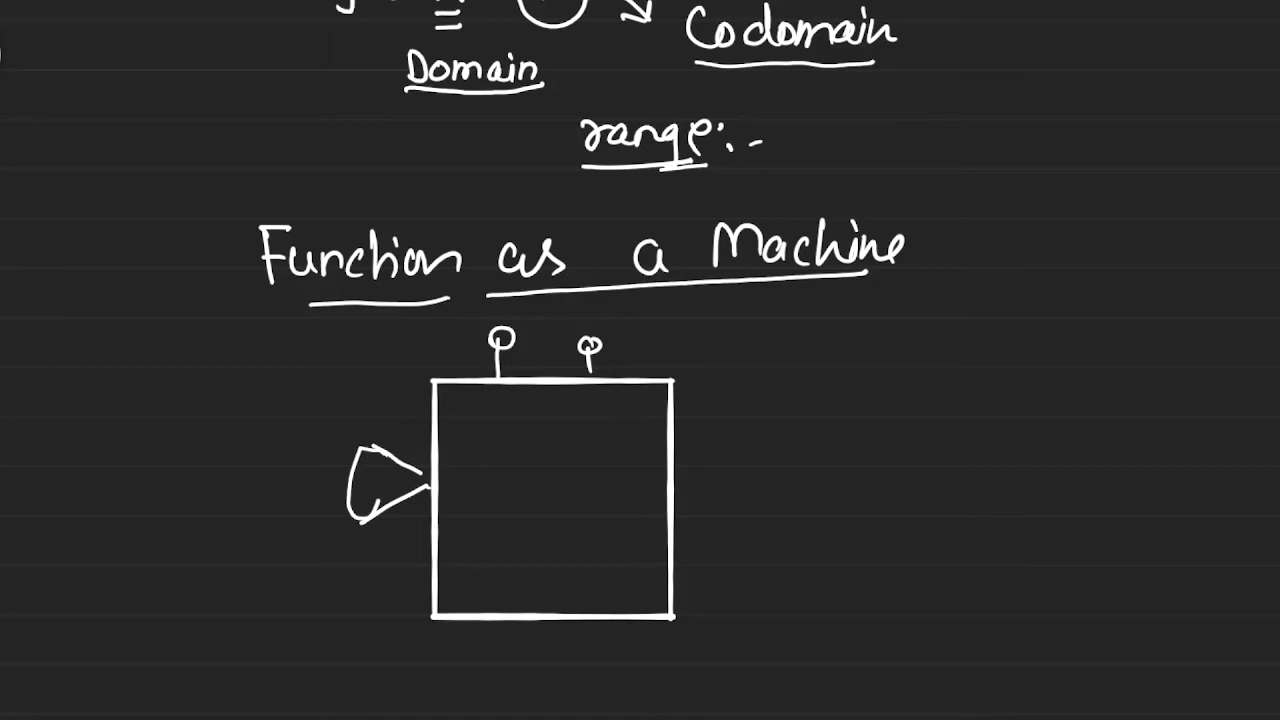 Codomain
Domain
range:-
Function as a Machine